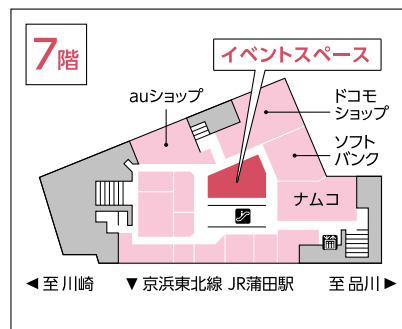 7階
イベントスペース
auショップ
ドコモ
ショップ
ソフト
バンク
ナムコ
◀至川崎
▼京浜東北線 JR蒲田駅
至品川▶